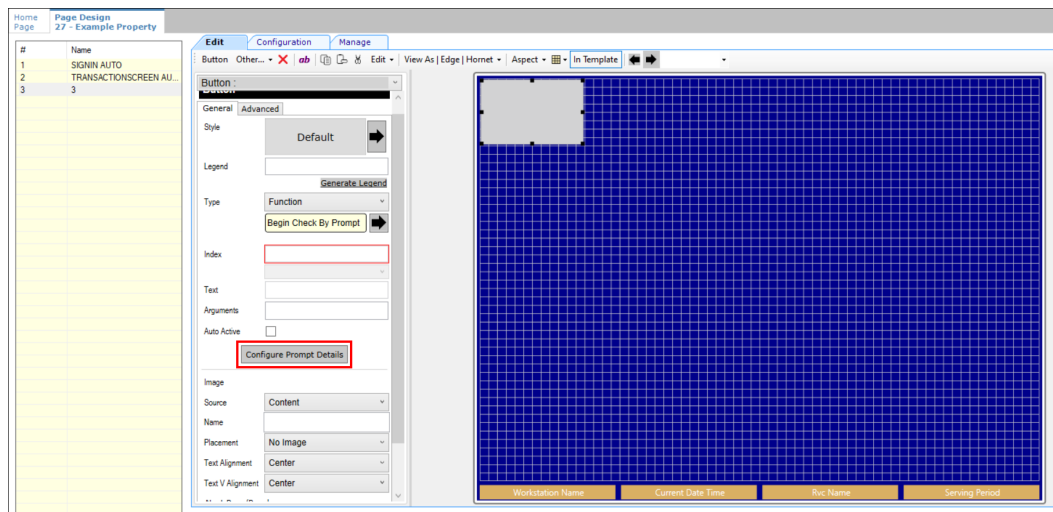 Home Page
Page Design
27 - Example Property
# Name
1 SIGNIN AUTO
2 TRANSACTIONSCREEN AU...
3 3
Edit Configuration Manage
Button Other... ab Edit View As | Edge | Hornet Aspect In Template
Button :
General Advanced
Style Default
Legend
Generate Legend
Type Function
Begin Check By Prompt
Index
Text
Arguments
Auto Active
Configure Prompt Details
Image
Source Content
Name
Placement No Image
Text Alignment Center
Text V Alignment Center
Workstation Name Current Date Time Rvc Name Serving Period